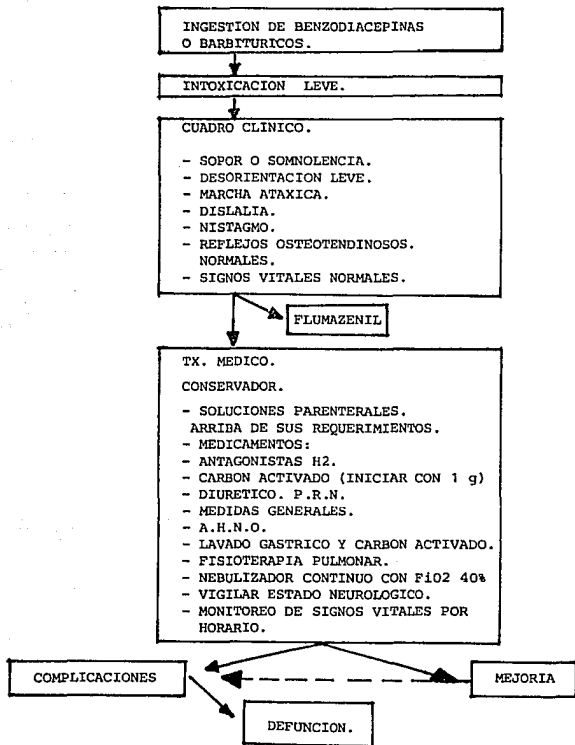 INGESTION DE BENZODIACEPINAS
O BARBITURICOS.
INTOXICACION LEVE.
CUADRO CLINICO.
- SOPOR O SOMNOLENCIA.
- DESORIENTACION LEVE.
- MARCHA ATAXICA.
- DISLALIA.
- NISTAGMO.
- REFLEJOS OSTEOTENDINOSOS.
NORMALES.
- SIGNOS VITALES NORMALES.
FLUMAZENIL
TX. MEDICO.
CONSERVADOR.
- SOLUCIONES PARENTERALES.
ARRIBA DE SUS REQUERIMIENTOS.
- MEDICAMENTOS:
- ANTAGONISTAS H2.
- CARBON ACTIVADO (INICIAR CON 1 g)
- DIURETICO. P.R.N.
- MEDIDAS GENERALES.
- A.H.N.O.
- LAVADO GASTRICO Y CARBON ACTIVADO.
- FISIOTERAPIA PULMONAR.
- NEBULIZADOR CONTINUO CON FiO2 40%
- VIGILAR ESTADO NEUROLOGICO.
- MONITOREO DE SIGNOS VITALES POR
HORARIO.
COMPLICACIONES
MEJORIA
DEFUNCION.